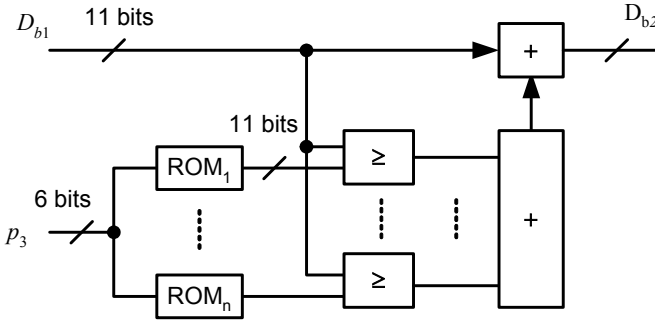 11 bits
D_b1
D_b2
+
11 bits
ROM_1
≥
6 bits
+
p_3
ROM_n
≥